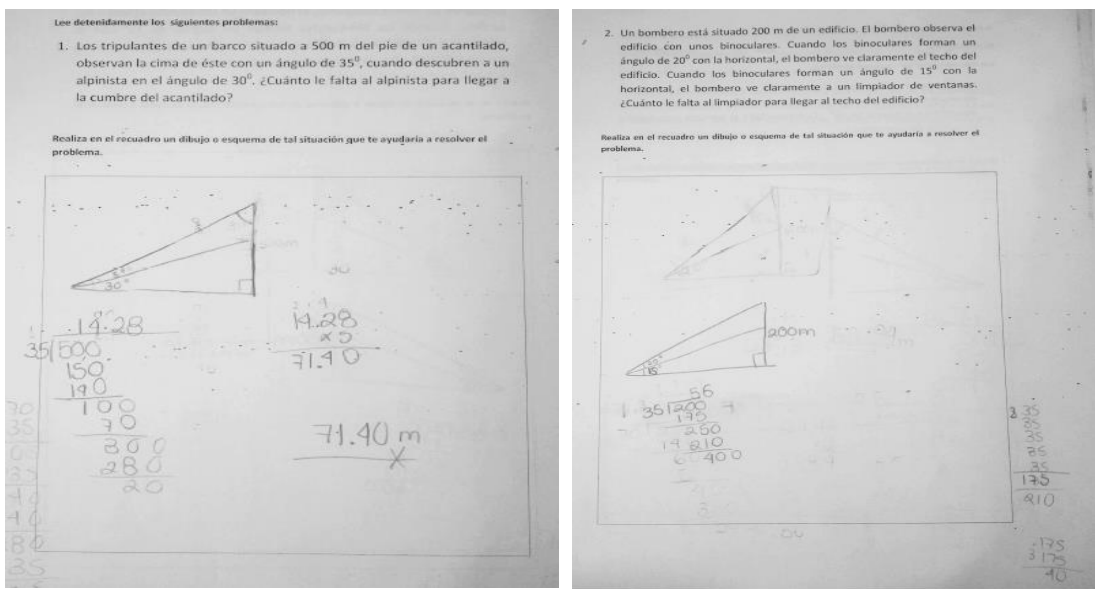 Lee detenidamente los siguientes problemas:
1. Los tripulantes de un barco situado a 500 m del pie de un acantilado,
observan la cima de éste con un ángulo de 35⁰, cuando descubren a un
alpinista en el ángulo de 30⁰. ¿Cuánto le falta al alpinista para llegar a
la cumbre del acantilado?
Realiza en el recuadro un dibujo o esquema de tal situación que te ayudaría a resolver el
problema.
30°
14.28
35 500
150
140
100
70
300
280
20
14.28
x 5
71.40
71.40 m
2. Un bombero está situado 200 m de un edificio. El bombero observa el
edificio con unos binoculares. Cuando los binoculares forman un
ángulo de 20⁰ con la horizontal, el bombero ve claramente el techo del
edificio. Cuando los binoculares forman un ángulo de 15⁰ con la
horizontal, el bombero ve claramente a un limpiador de ventanas.
¿Cuánto le falta al limpiador para llegar al techo del edificio?
Realiza en el recuadro un dibujo o esquema de tal situación que te ayudaría a resolver el
problema.
200m
15°
56
35 200
175
250
210
400
35
35
35
35
35
175
210
175
175
40